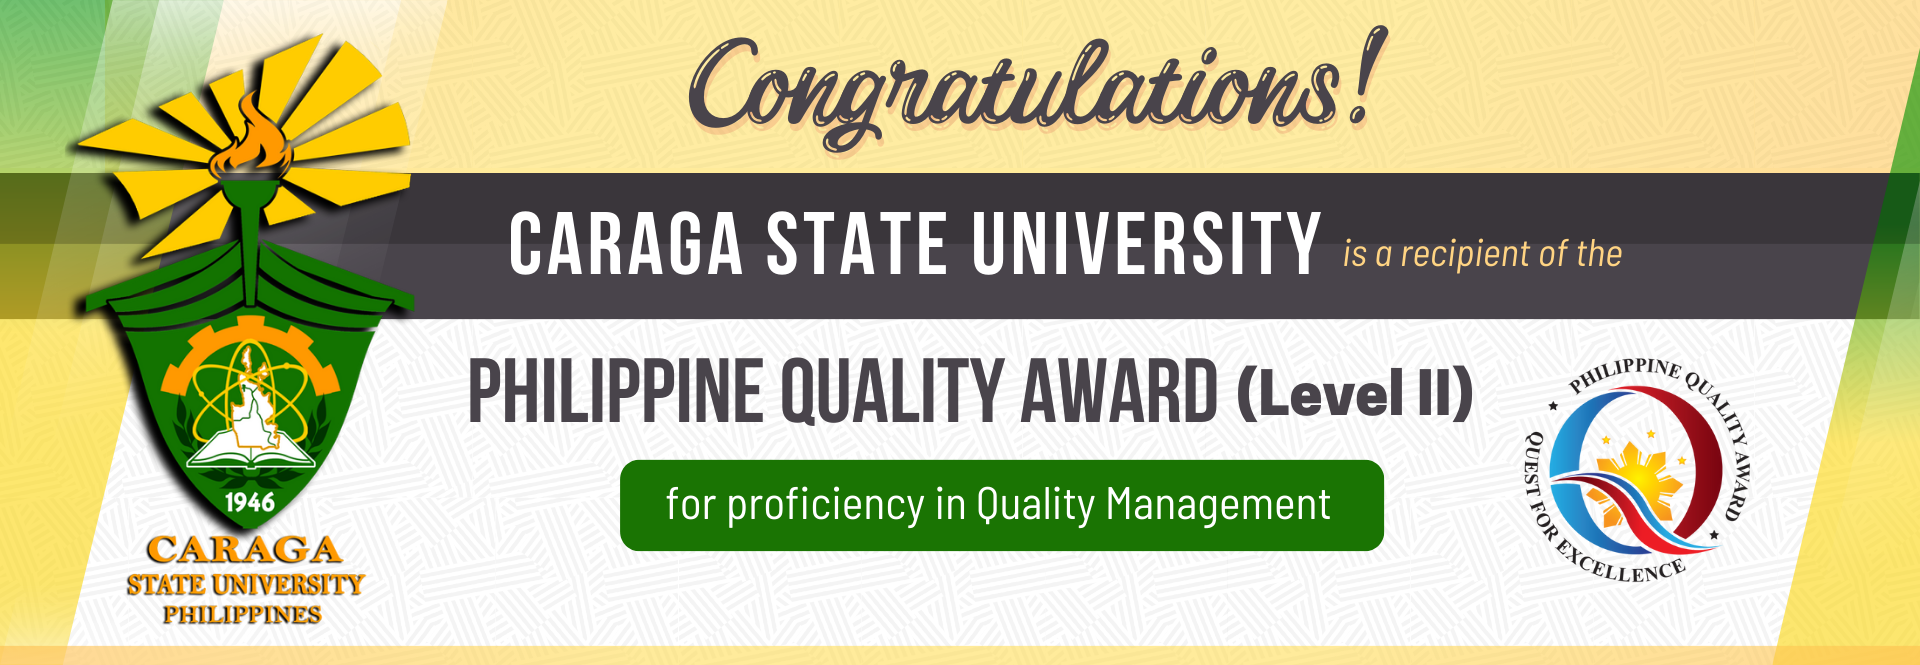 Congratulations!
CARAGA STATE UNIVERSITY is a recipient of the
PHILIPPINE QUALITY AWARD (Level II)
for proficiency in Quality Management
1946
CARAGA
STATE UNIVERSITY
PHILIPPINES
PHILIPPINE QUALITY AWARD
QUEST FOR EXCELLENCE